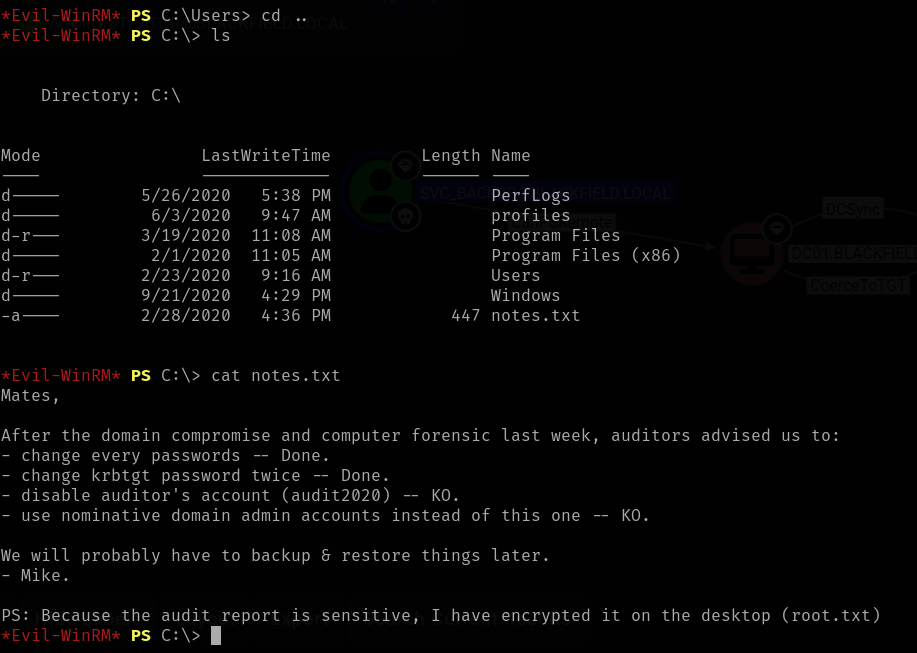 *Evil-WinRM* PS C:\Users> cd ..
*Evil-WinRM* PS C:\> ls
Directory: C:\
Mode LastWriteTime Length Name
---- ------------- ------ ----
d----- 5/26/2020 5:38 PM PerfLogs
d----- 6/3/2020 9:47 AM profiles
d-r--- 3/19/2020 11:08 AM Program Files
d----- 2/1/2020 11:05 AM Program Files (x86)
d-r--- 2/23/2020 9:16 AM Users
d----- 9/21/2020 4:29 PM Windows
-a---- 2/28/2020 4:36 PM 447 notes.txt
*Evil-WinRM* PS C:\> cat notes.txt
Mates,
After the domain compromise and computer forensic last week, auditors advised us to:
- change every passwords -- Done.
- change krbtgt password twice -- Done.
- disable auditor's account (audit2020) -- KO.
- use nominative domain admin accounts instead of this one -- KO.
We will probably have to backup & restore things later.
- Mike.
PS: Because the audit report is sensitive, I have encrypted it on the desktop (root.txt)
*Evil-WinRM* PS C:\>
DCSync
CoerceToTGT